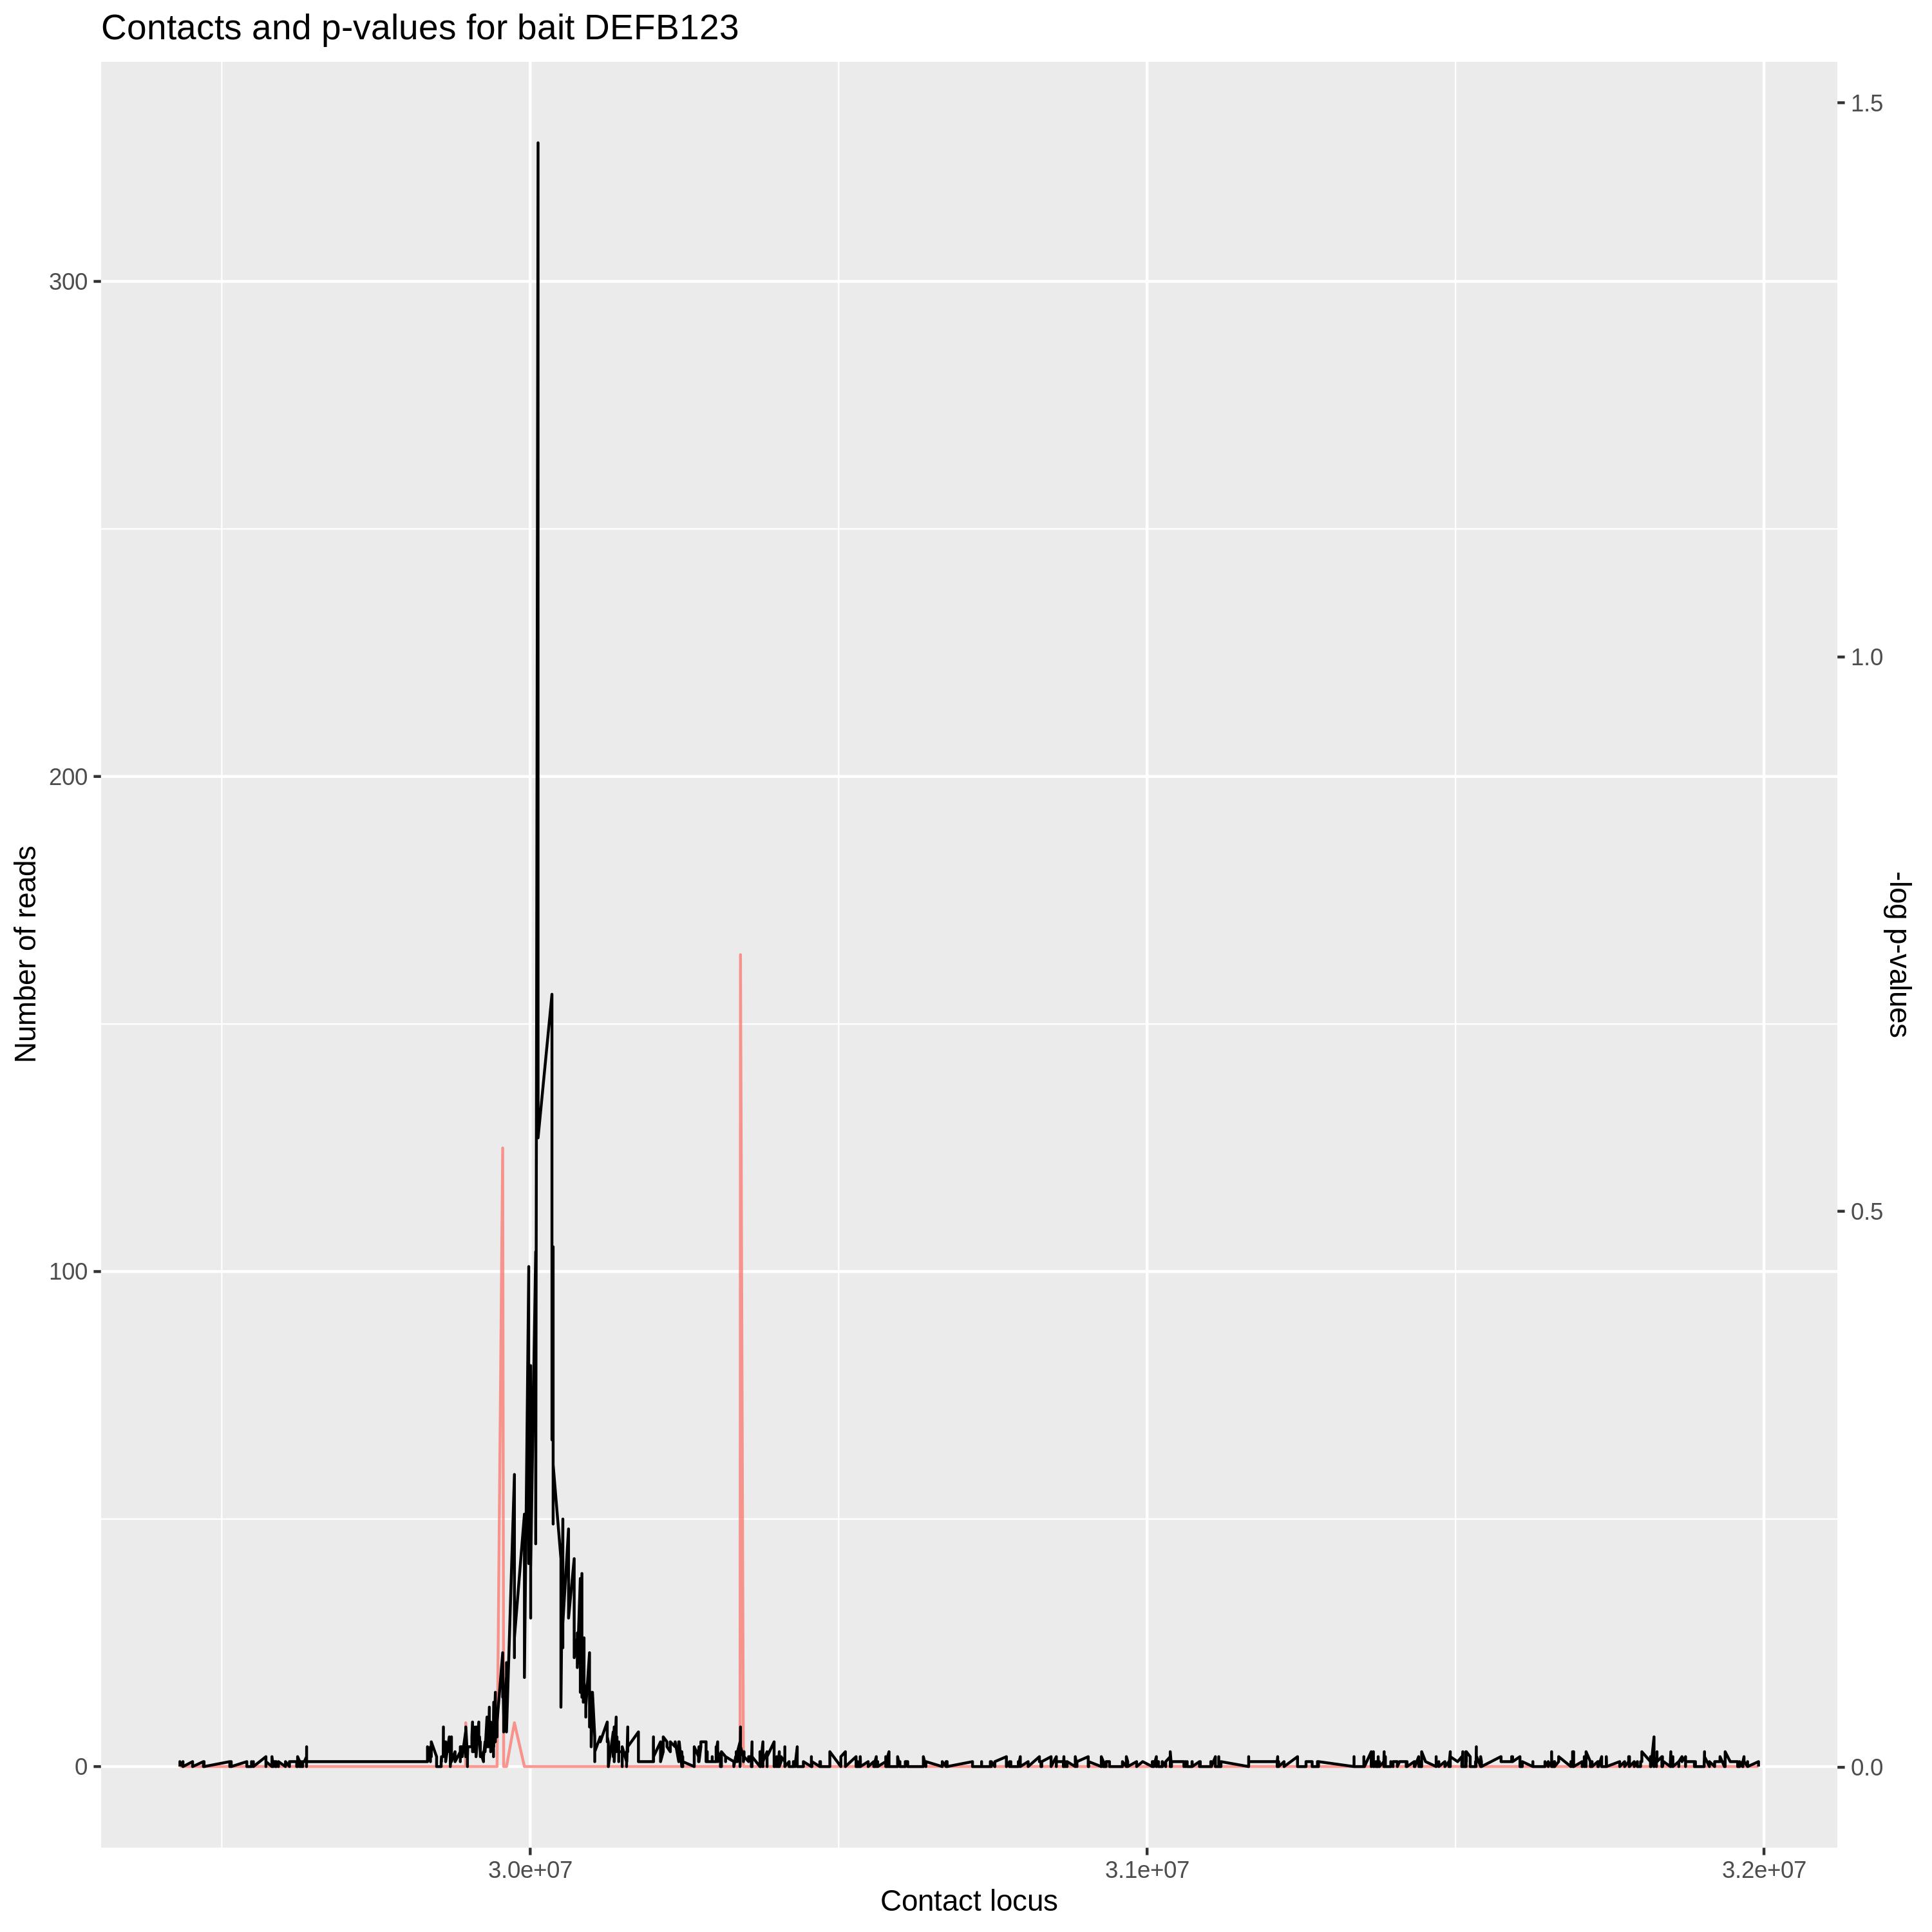 Contacts and p-values for bait DEFB123
Number of reads
300
200
100
0
1.5
1.0
0.5
0.0
-log p-values
3.0e+07
3.1e+07
3.2e+07
Contact locus